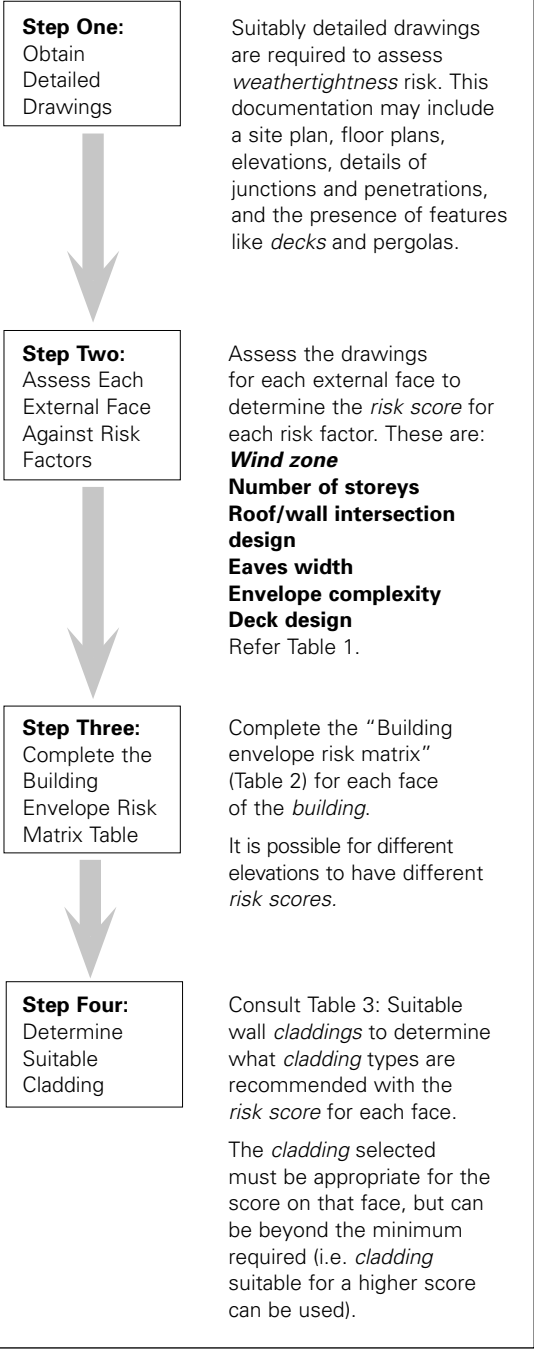 Step One:
Obtain
Detailed
Drawings
Suitably detailed drawings
are required to assess
weathertightness risk. This
documentation may include
a site plan, floor plans,
elevations, details of
junctions and penetrations,
and the presence of features
like decks and pergolas.
Step Two:
Assess Each
External Face
Against Risk
Factors
Assess the drawings
for each external face to
determine the risk score for
each risk factor. These are:
Wind zone
Number of storeys
Roof/wall intersection
design
Eaves width
Envelope complexity
Deck design
Refer Table 1.
Step Three:
Complete the
Building
Envelope Risk
Matrix Table
Complete the “Building
envelope risk matrix”
(Table 2) for each face
of the building.
It is possible for different
elevations to have different
risk scores.
Step Four:
Determine
Suitable
Cladding
Consult Table 3: Suitable
wall claddings to determine
what cladding types are
recommended with the
risk score for each face.
The cladding selected
must be appropriate for the
score on that face, but can
be beyond the minimum
required (i.e. cladding
suitable for a higher score
can be used).